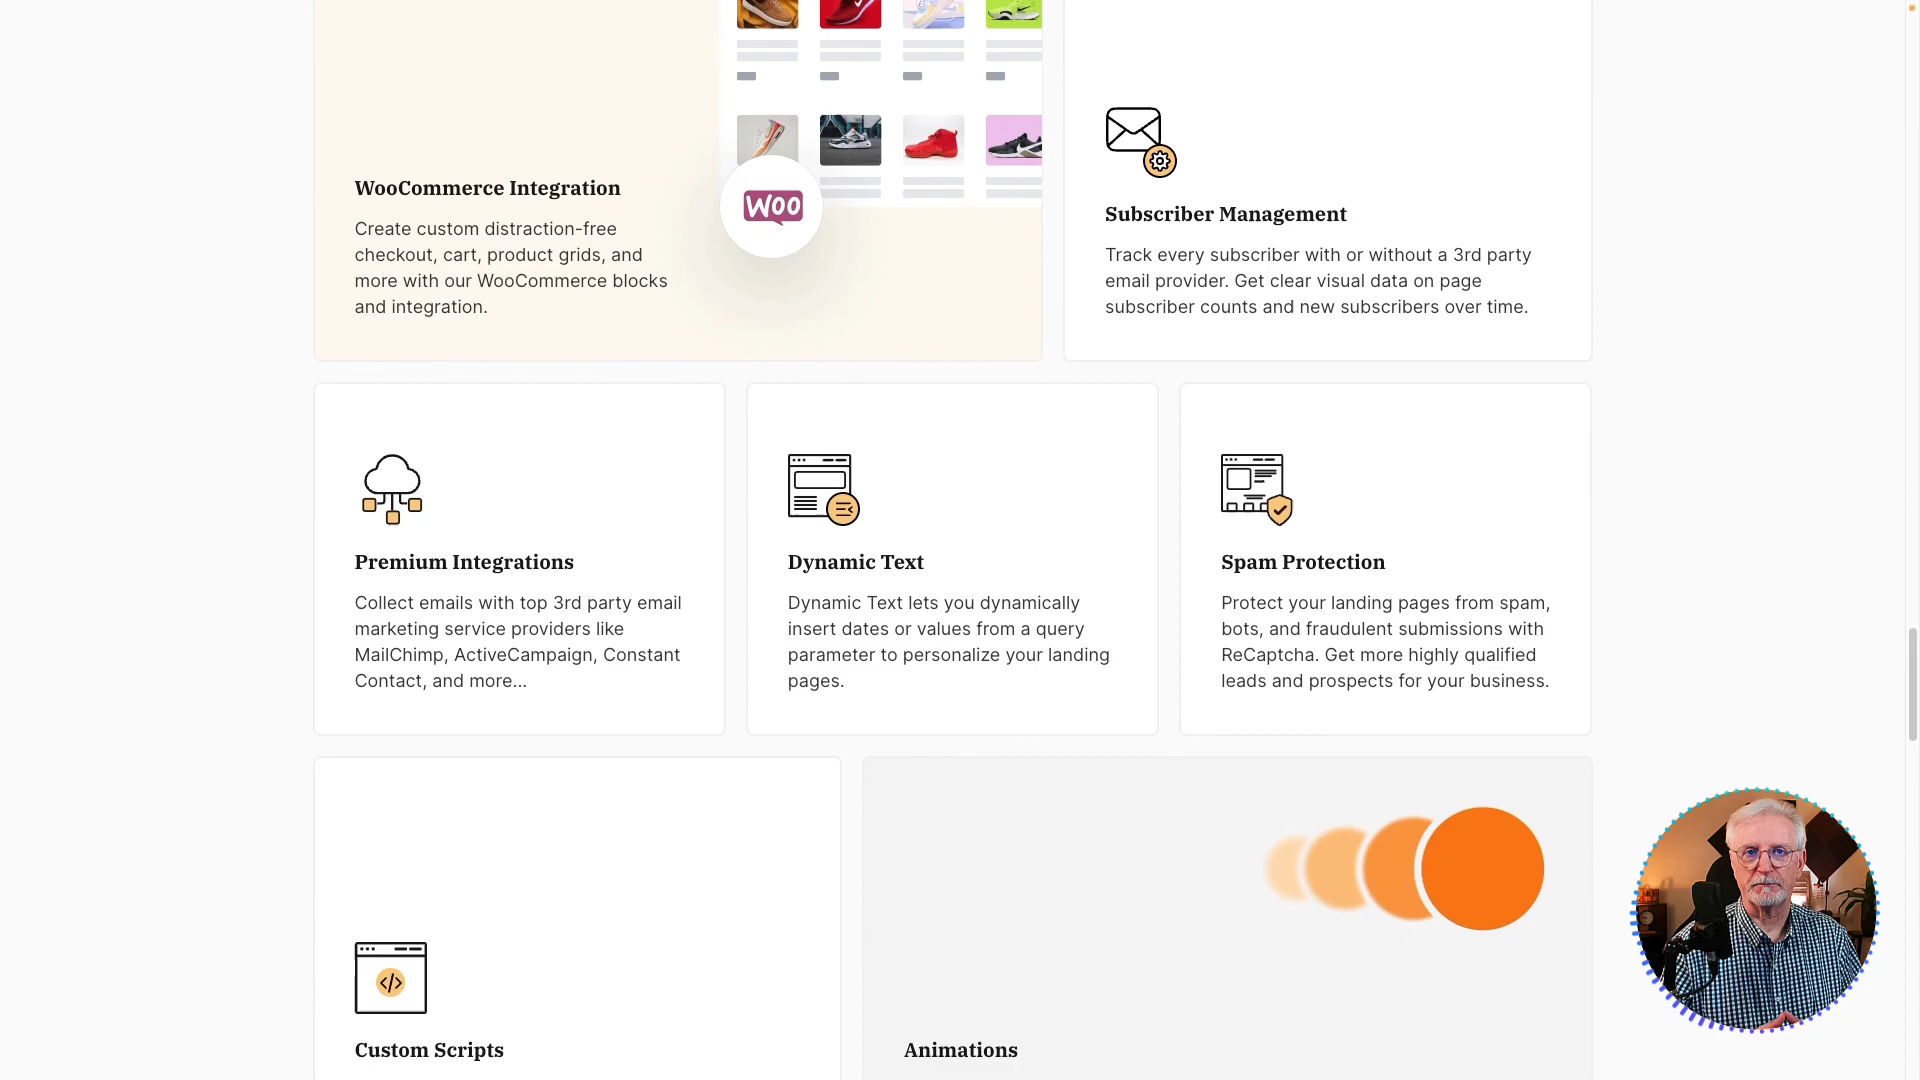 WooCommerce Integration
Create custom distraction-free
checkout, cart, product grids, and
more with our WooCommerce blocks
and integration.
Woo
Subscriber Management
Track every subscriber with or without a 3rd party
email provider. Get clear visual data on page
subscriber counts and new subscribers over time.
Premium Integrations
Collect emails with top 3rd party email
marketing service providers like
MailChimp, ActiveCampaign, Constant
Contact, and more...
Dynamic Text
Dynamic Text lets you dynamically
insert dates or values from a query
parameter to personalize your landing
pages.
Spam Protection
Protect your landing pages from spam,
bots, and fraudulent submissions with
ReCaptcha. Get more highly qualified
leads and prospects for your business.
Custom Scripts
Animations